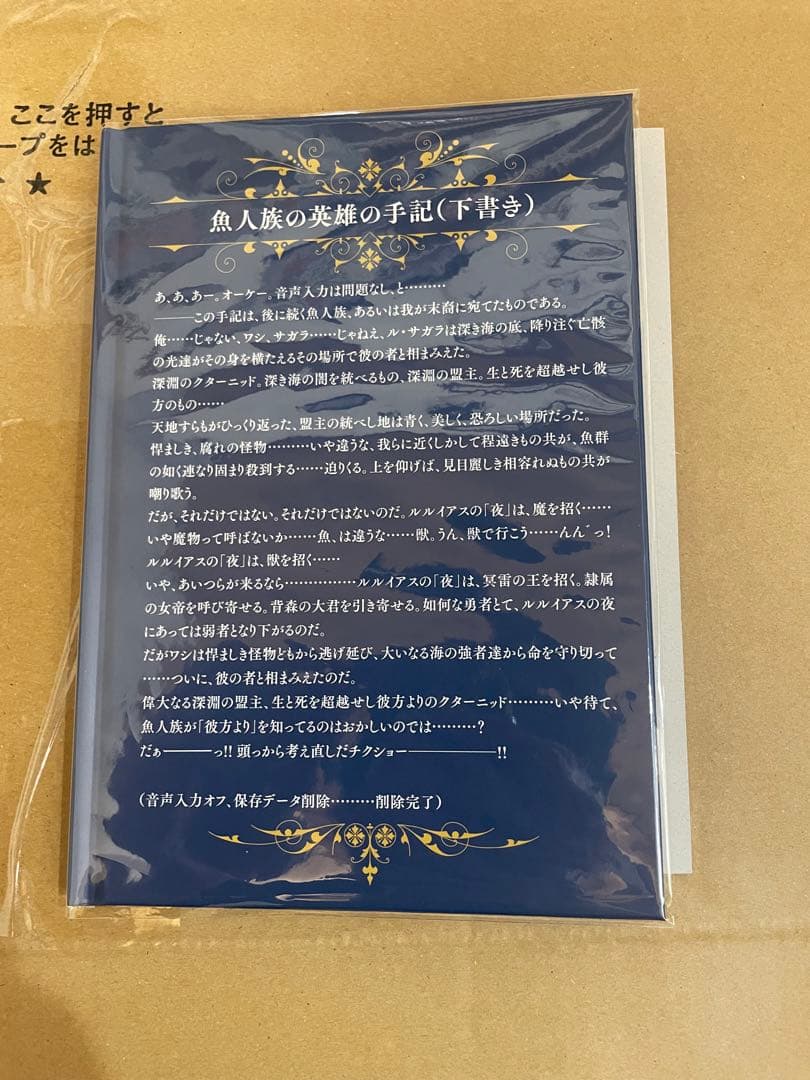 ここを押すと
ープをは
★
魚人族の英雄の手記(下書き)
あ、あ、あー。オーケー。音声入力は問題なし、と………
―――この手記は、後に続く魚人族、あるいは我が末裔に宛てたものである。
俺……じゃない、ワシ、サガラ……じゃねえ、ル・サガラは深き海の底、降り注ぐ亡骸
の光達がその身を横たえるその場所で彼の者と相まみえた。
深淵のクターニッド。深き海の闇を統べるもの、深淵の盟主。生と死を超越せし彼
方のもの……
天地すらもがひっくり返った、盟主の統べし地は青く、美しく、恐ろしい場所だった。
悍ましき、腐れの怪物………いや違うな、我らに近くしかして程遠きもの共が、魚群
の如く連なり固まり殺到する……迫りくる。上を仰げば、見目麗しき相容れぬもの共が
嘲り歌う。
だが、それだけではない。それだけではないのだ。ルルイアスの「夜」は、魔を招く……
いや魔物って呼ばないか……魚、は違うな……獣。うん、獣で行こう……んん゛っ!
ルルイアスの「夜」は、獣を招く……
いや、あいつらが来るなら……………ルルイアスの「夜」は、冥雷の王を招く。隷属
の女帝を呼び寄せる。背森の大君を引き寄せる。如何な勇者とて、ルルイアスの夜
にあっては弱者となり下がるのだ。
だがワシは悍ましき怪物どもから逃げ延び、大いなる海の強者達から命を守り切って
……ついに、彼の者と相まみえたのだ。
偉大なる深淵の盟主、生と死を超越せし彼方よりのクターニッド………いや待て、
魚人族が「彼方より」を知ってるのはおかしいのでは………?
だぁ―――っ!! 頭っから考え直しだチクショー―――――!!
(音声入力オフ、保存データ削除………削除完了)